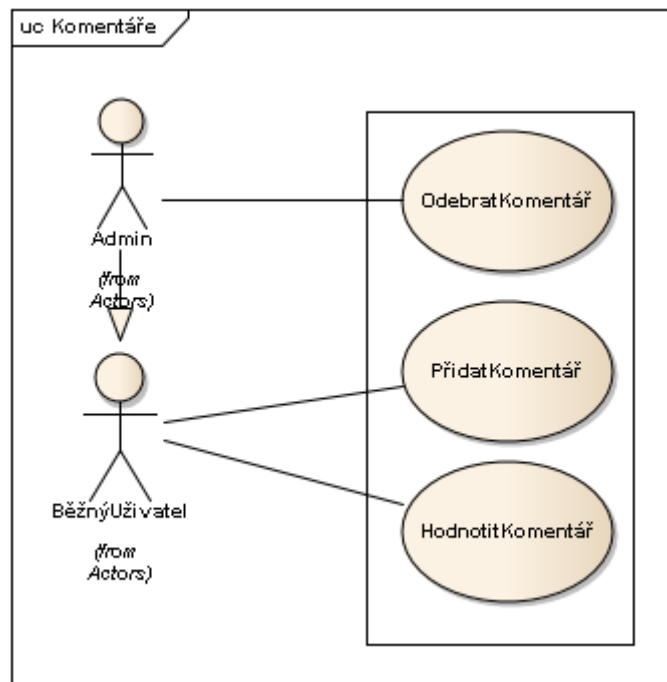 uc Komentáře
Admin
(from
Actors)
BěžnýUživatel
(from
Actors)
OdebratKomentář
PřidatKomentář
HodnotitKomentář